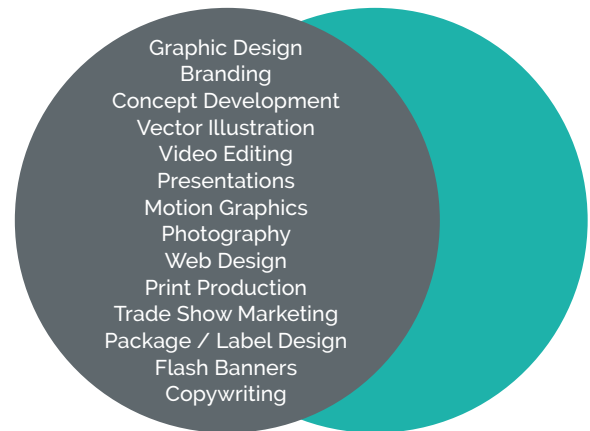 Graphic Design
Branding
Concept Development
Vector Illustration
Video Editing
Presentations
Motion Graphics
Photography
Web Design
Print Production
Trade Show Marketing
Package / Label Design
Flash Banners
Copywriting